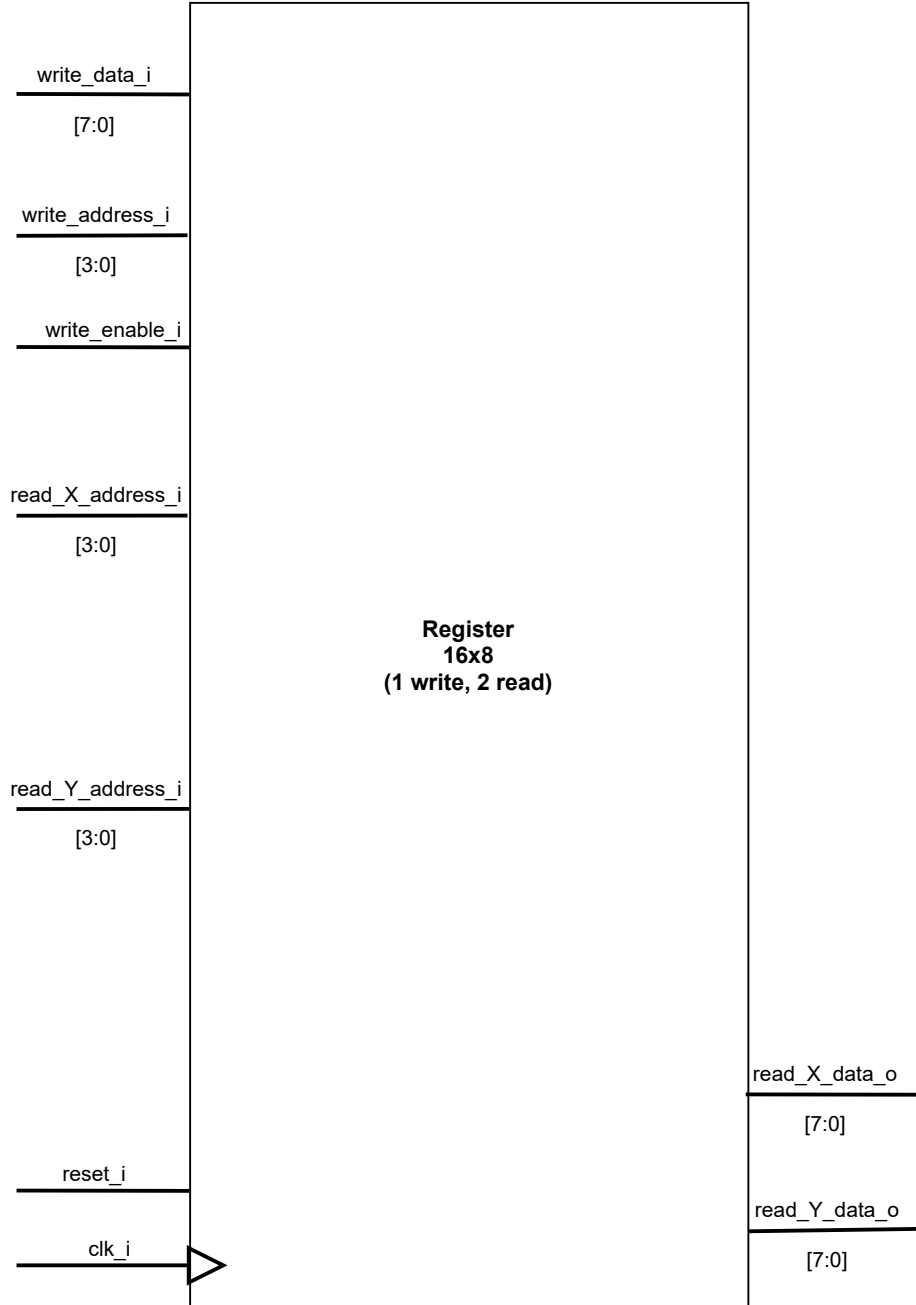 write_data_i
[7:0]
write_address_i
[3:0]
write_enable_i
read_X_address_i
[3:0]
Register
16x8
(1 write, 2 read)
read_Y_address_i
[3:0]
read_X_data_o
[7:0]
reset_i
read_Y_data_o
clk_i
[7:0]